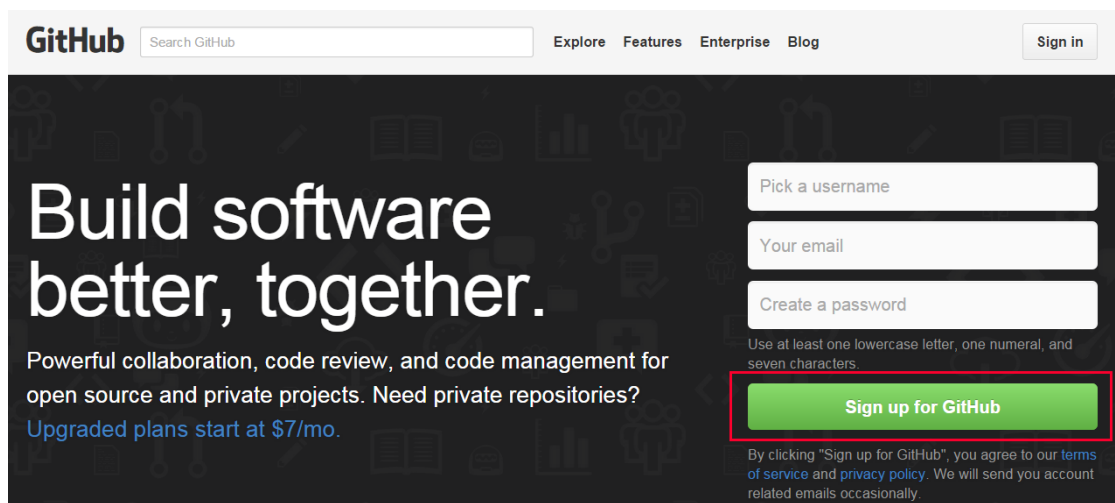 GitHub Search GitHub Explore Features Enterprise Blog Sign in
Build software
better, together.
Powerful collaboration, code review, and code management for
open source and private projects. Need private repositories?
Upgraded plans start at $7/mo.
Pick a username
Your email
Create a password
Use at least one lowercase letter, one numeral, and
seven characters.
Sign up for GitHub
By clicking "Sign up for GitHub", you agree to our terms
of service and privacy policy. We will send you account
related emails occasionally.